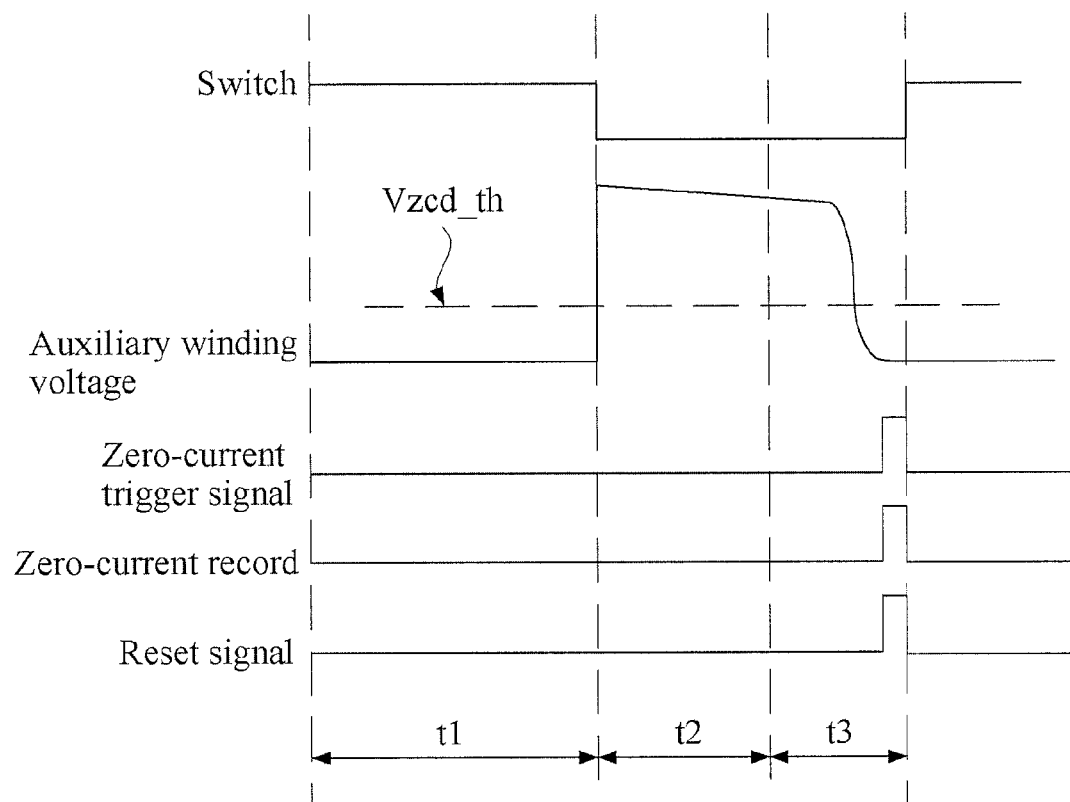 Switch
Vzcd_th
Auxiliary winding
voltage
Zero-current
trigger signal
Zero-current record
Reset signal
t1
t2
t3